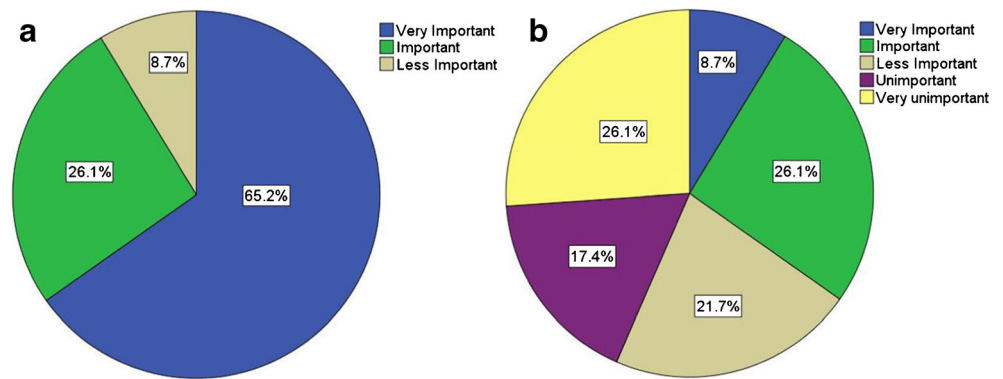 a
Very Important
Important
Less Important
8.7%
26.1%
65.2%
b
Very Important
Important
Less Important
Unimportant
Very unimportant
8.7%
26.1%
26.1%
17.4%
21.7%